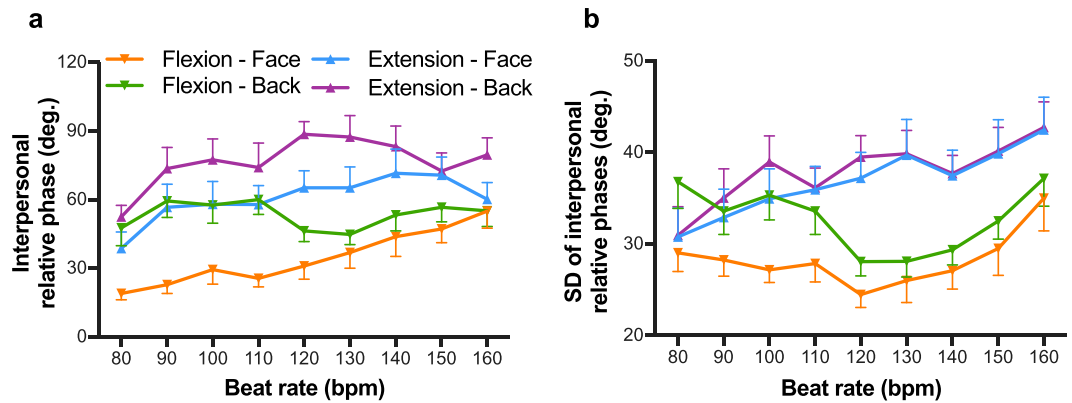 a
Flexion - Face
Extension - Face
Flexion - Back
Extension - Back
Interpersonal
relative phase (deg.)
120
90
60
30
0
80 90 100 110 120 130 140 150 160
Beat rate (bpm)
b
SD of interpersonal
relative phases (deg.)
50
40
30
20
80 90 100 110 120 130 140 150 160
Beat rate (bpm)